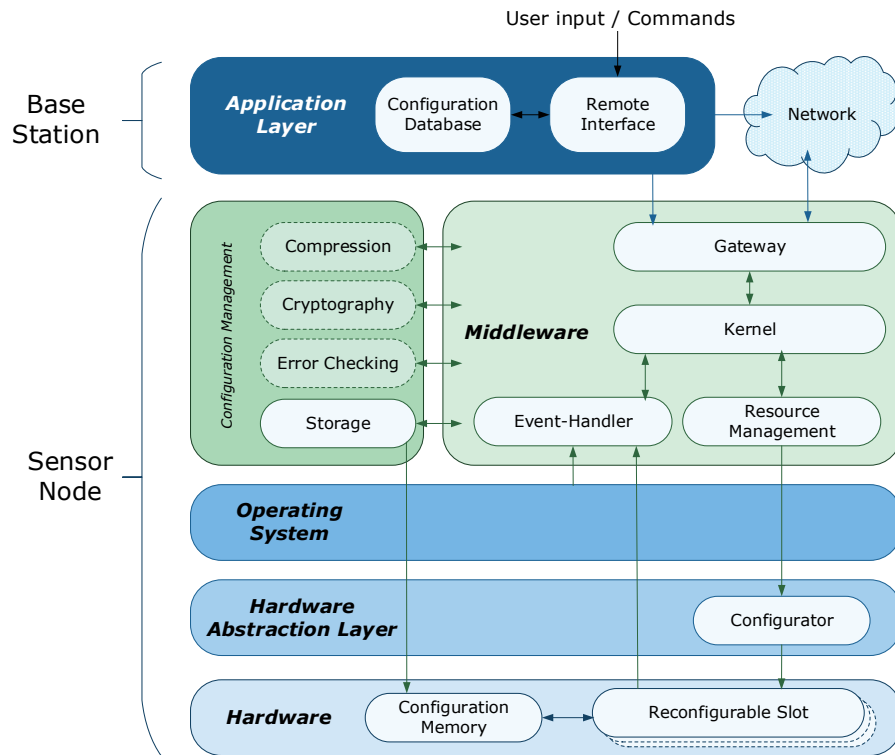 User input / Commands
Base
Station
Application
Layer
Configuration
Database
Remote
Interface
Network
Configuration Management
Compression
Cryptography
Error Checking
Storage
Middleware
Gateway
Kernel
Event-Handler
Resource
Management
Sensor
Node
Operating
System
Hardware
Abstraction Layer
Configurator
Hardware
Configuration
Memory
Reconfigurable Slot